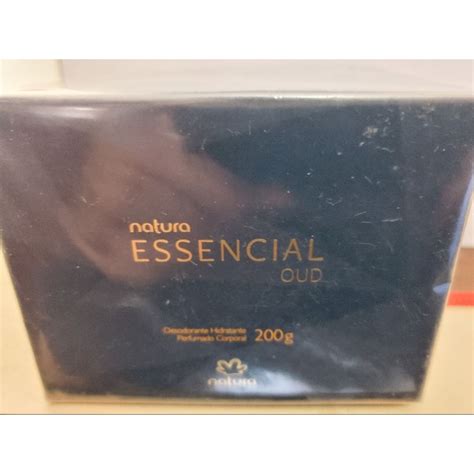 natura
ESSENCIAL
OUD
Desodorante Hidratante
Perfumado Corporal 200g
natura